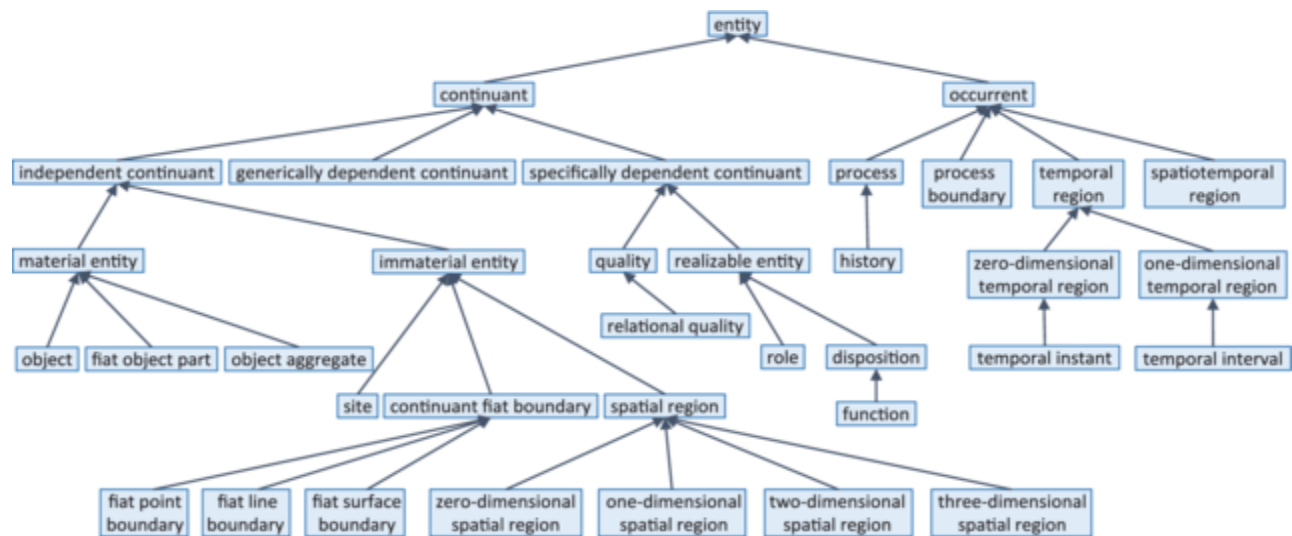 entity
continuant
occurrent
independent continuant
generically dependent continuant
specifically dependent continuant
process
process
boundary
temporal
region
spatiotemporal
region
material entity
immaterial entity
quality
realizable entity
history
zero-dimensional
temporal region
one-dimensional
temporal region
relational quality
object
fiat object part
object aggregate
role
disposition
temporal instant
temporal interval
site
continuant fiat boundary
spatial region
function
fiat point
boundary
fiat line
boundary
fiat surface
boundary
zero-dimensional
spatial region
one-dimensional
spatial region
two-dimensional
spatial region
three-dimensional
spatial region